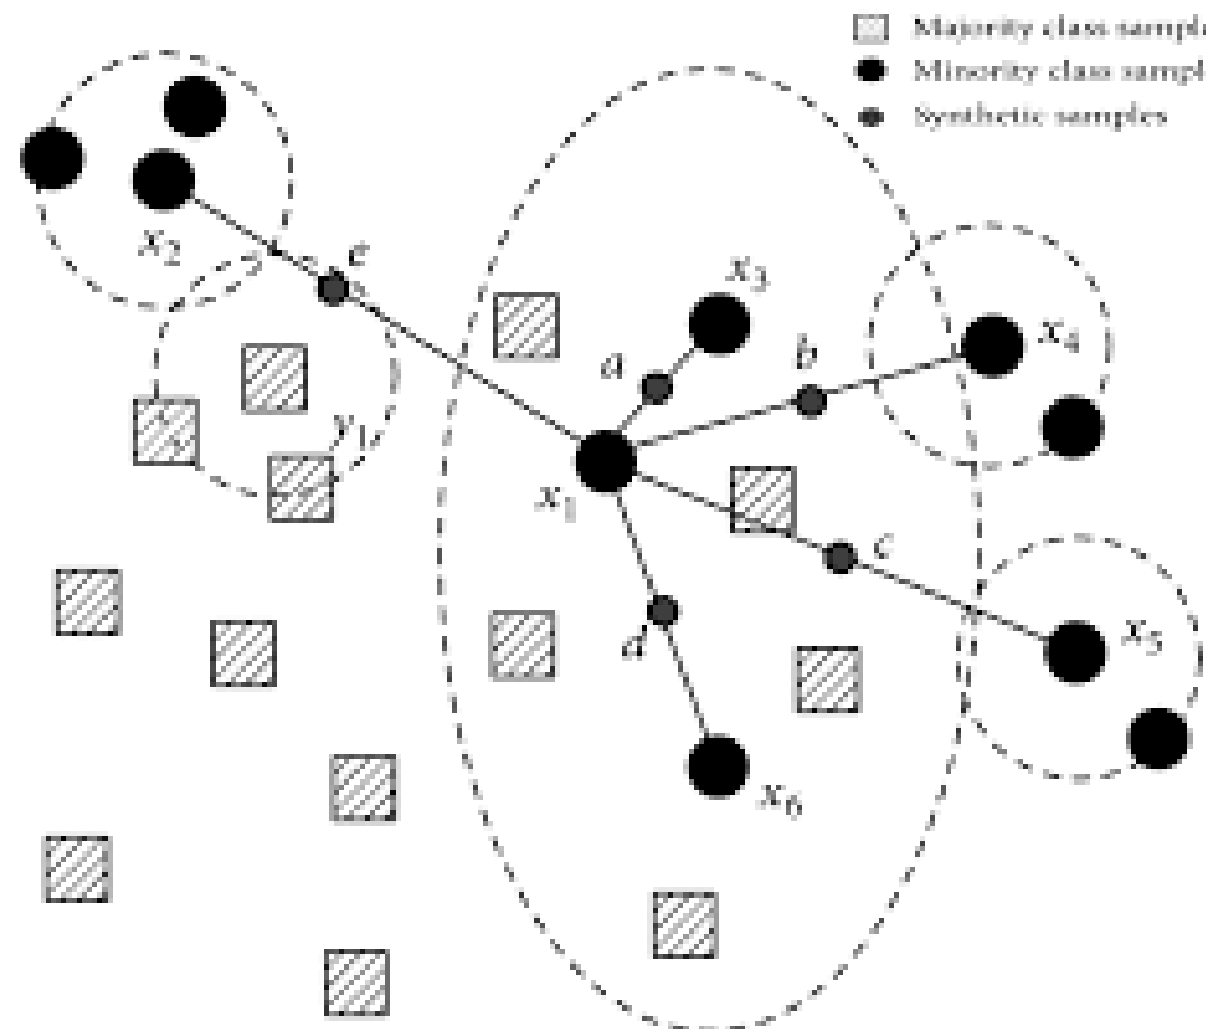 Majority class sampl
Minority class sampl
Synthetic samples
x2
e
x3
a
b
x4
y1
x1
c
x5
d
x6